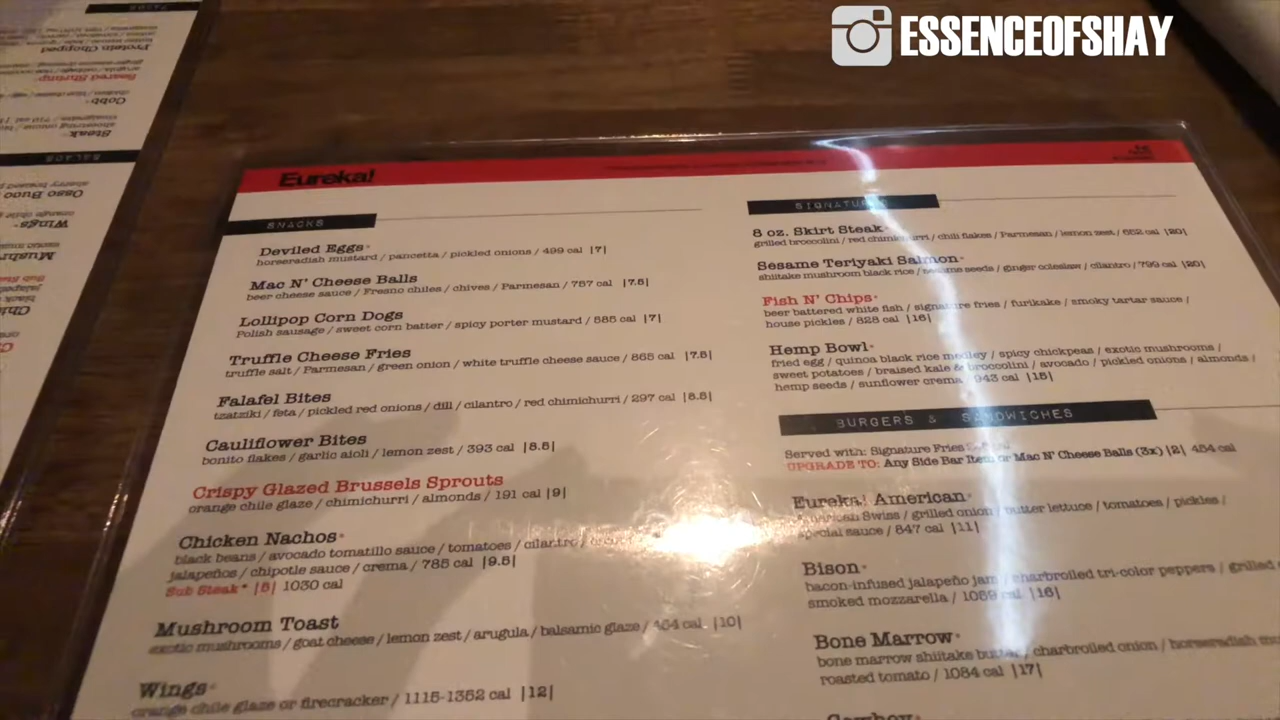 ESSENCEOFSHAY
Eureka!
SNACKS
Deviled Eggs*
horseradish mustard / pancetta / pickled onions / 499 cal |7|
Mac N' Cheese Balls
beer cheese sauce / Fresno chiles / chives / Parmesan / 757 cal |7.5|
Lollipop Corn Dogs
Polish sausage / sweet corn batter / spicy porter mustard / 585 cal |7|
Truffle Cheese Fries
truffle salt / Parmesan / green onion / white truffle cheese sauce / 865 cal |7.5|
Falafel Bites
tzatziki / feta / pickled red onions / dill / cilantro / red chimichurri / 297 cal |8.5|
Cauliflower Bites
bonito flakes / garlic aioli / lemon zest / 393 cal |8.5|
Crispy Glazed Brussels Sprouts
orange chile glaze / chimichurri / almonds / 191 cal |9|
Chicken Nachos*
black beans / avocado tomatillo sauce / tomatoes / cilantro /
jalapeños / chipotle sauce / crema / 785 cal |9.5|
Sub Steak* |5| 1030 cal
Mushroom Toast
exotic mushrooms / goat cheese / lemon zest / arugula / balsamic glaze / 464 cal |10|
Wings*
orange chile glaze or firecracker / 1115-1352 cal |12|
SIGNATURES
8 oz. Skirt Steak*
grilled broccolini / red chimichurri / chili flakes / Parmesan / lemon zest / 652 cal |20|
Sesame Teriyaki Salmon*
shiitake mushroom black rice / sesame seeds / ginger coleslaw / cilantro / 799 cal |20|
Fish N' Chips*
beer battered white fish / signature fries / furikake / smoky tartar sauce /
house pickles / 828 cal |16|
Hemp Bowl*
fried egg / quinoa black rice medley / spicy chickpeas / exotic mushrooms /
sweet potatoes / braised kale & broccolini / avocado / pickled onions / almonds /
hemp seeds / sunflower crema / 943 cal |15|
BURGERS & SANDWICHES
Served with: Signature Fries
UPGRADE TO: Any Side Bar Item or Mac N' Cheese Balls (3x) |2| 454 cal
Eureka! American*
American Swiss / grilled onion / butter lettuce / tomatoes / pickles /
special sauce / 847 cal |11|
Bison*
bacon-infused jalapeño jam / charbroiled tri-color peppers / grilled
smoked mozzarella / 1069 cal |16|
Bone Marrow*
bone marrow shiitake butter / charbroiled onion / horseradish
roasted tomato / 1084 cal |17|
Cowboy*
Protein Chopped
Seared Shrimp
Cobb*
Steak*
SALADS
Osso Buco
Wings*